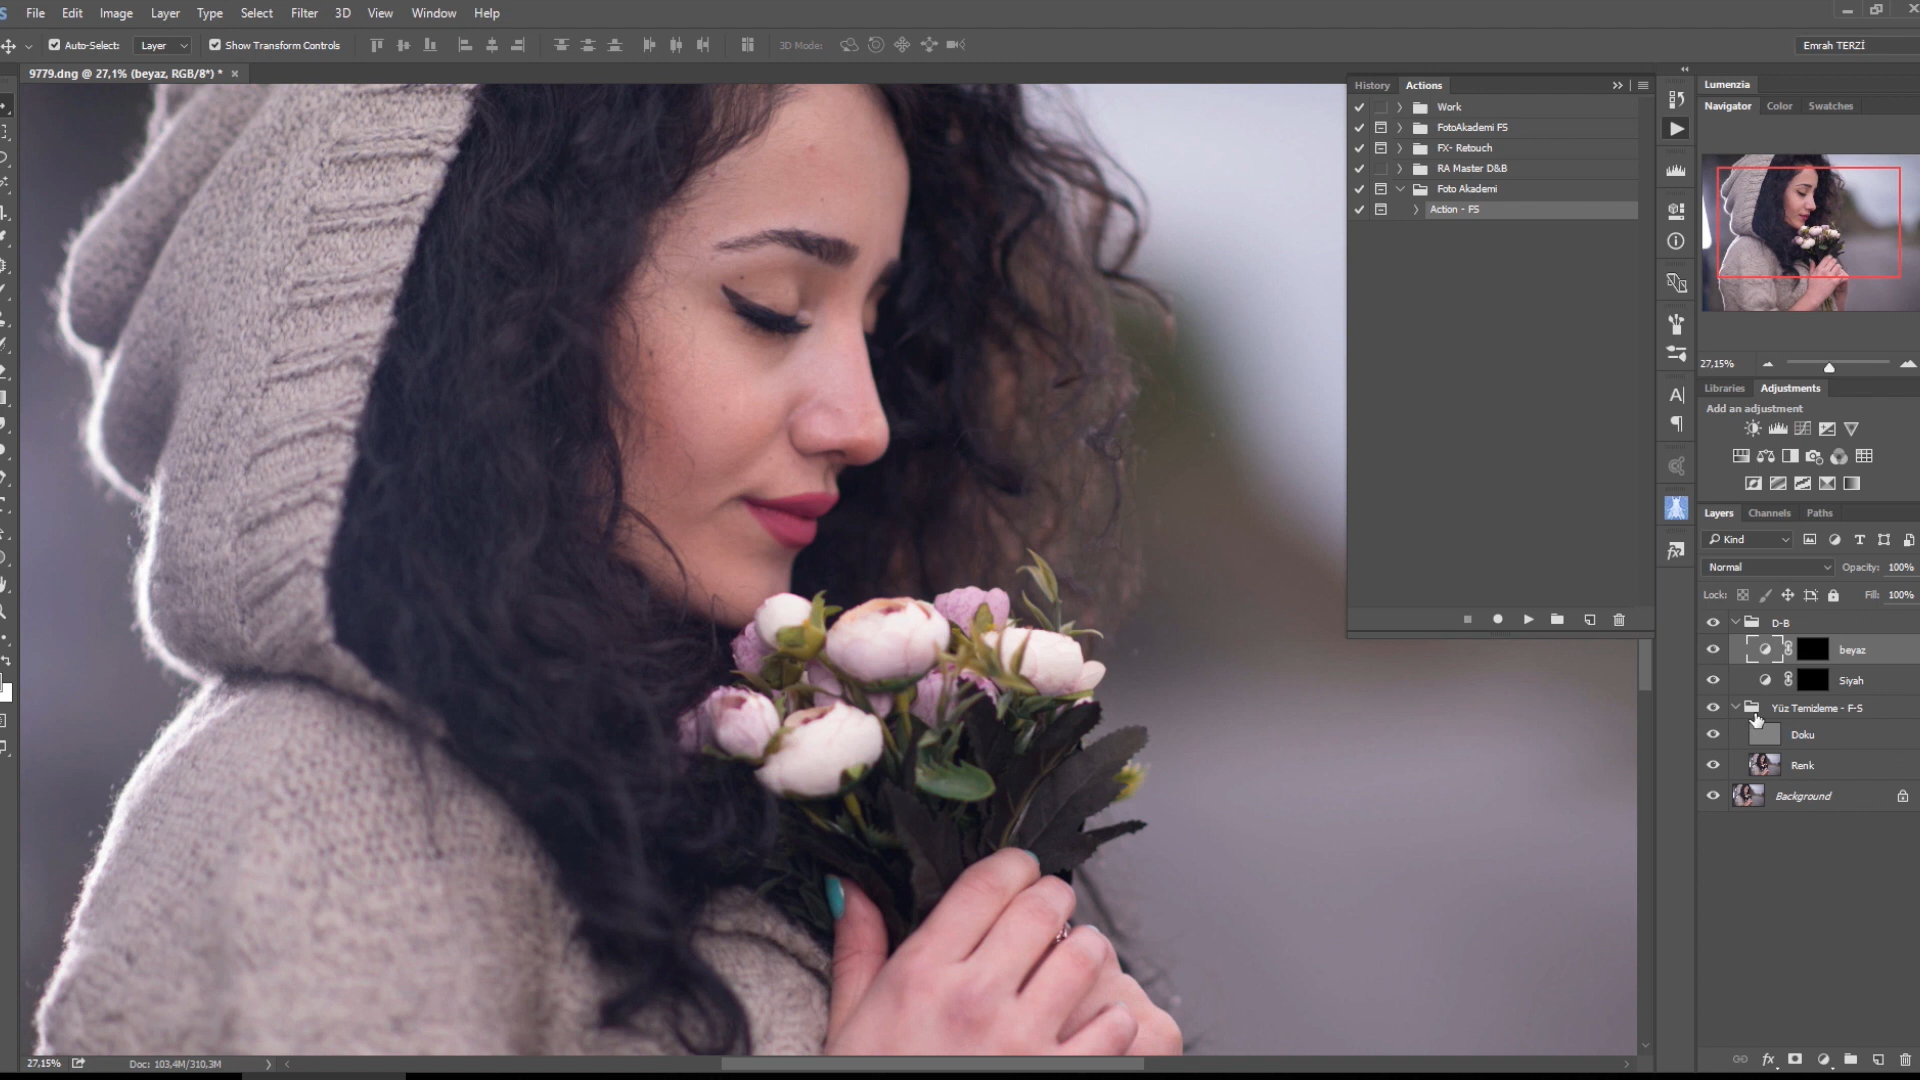 File Edit Image Layer Type Select Filter 3D View Window Help
Auto-Select: Layer Show Transform Controls 3D Mode: Emrah TERZİ
9779.dng @ 27,1% (beyaz, RGB/8*) *
History Actions
Work
FotoAkademi FS
FX- Retouch
RA Master D&B
Foto Akademi
Action - FS
Lumenzia
Navigator Color Swatches
27,15%
Libraries Adjustments
Add an adjustment
Layers Channels Paths
Kind
Normal Opacity: 100%
Lock: Fill: 100%
D-B
beyaz
Siyah
Yüz Temizleme - F-S
Doku
Renk
Background
27,15% Doc: 103,4M/310,3M